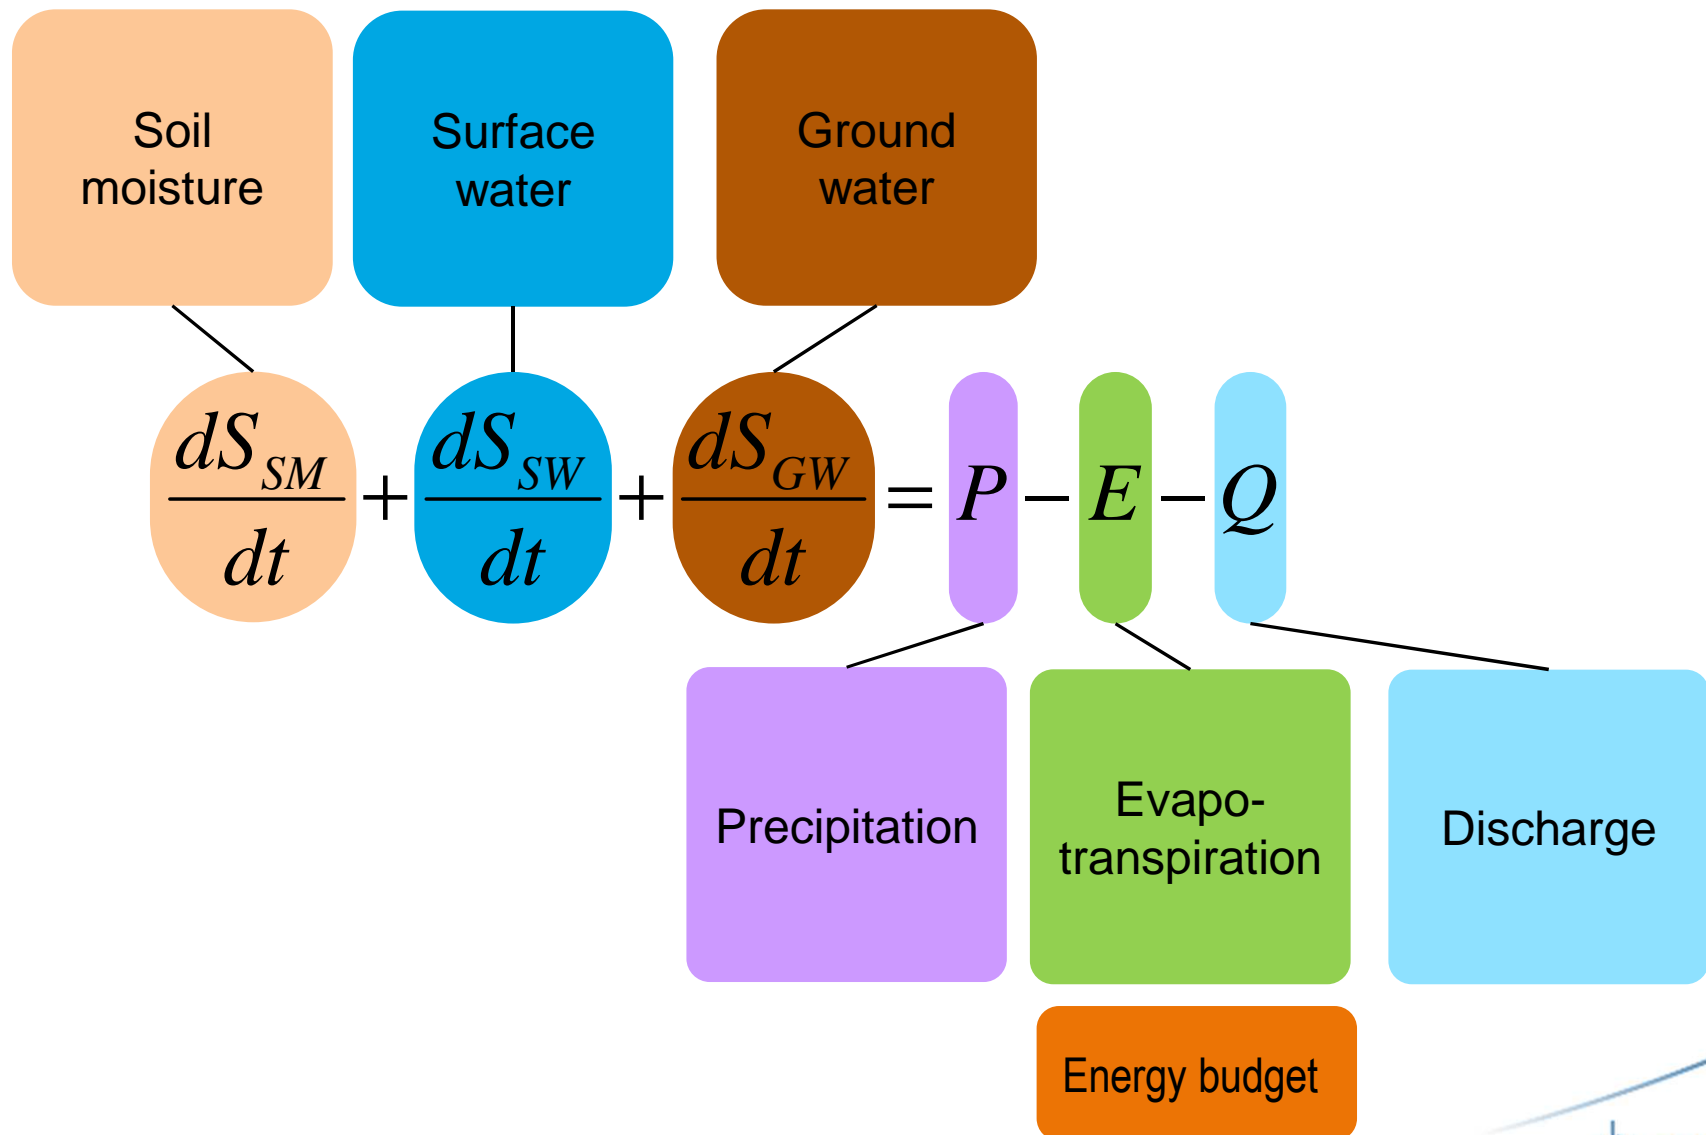 Soil
moisture
Surface
water
Ground
water
dS_SM/dt + dS_SW/dt + dS_GW/dt = P − E − Q
Precipitation
Evapo-
transpiration
Discharge
Energy budget